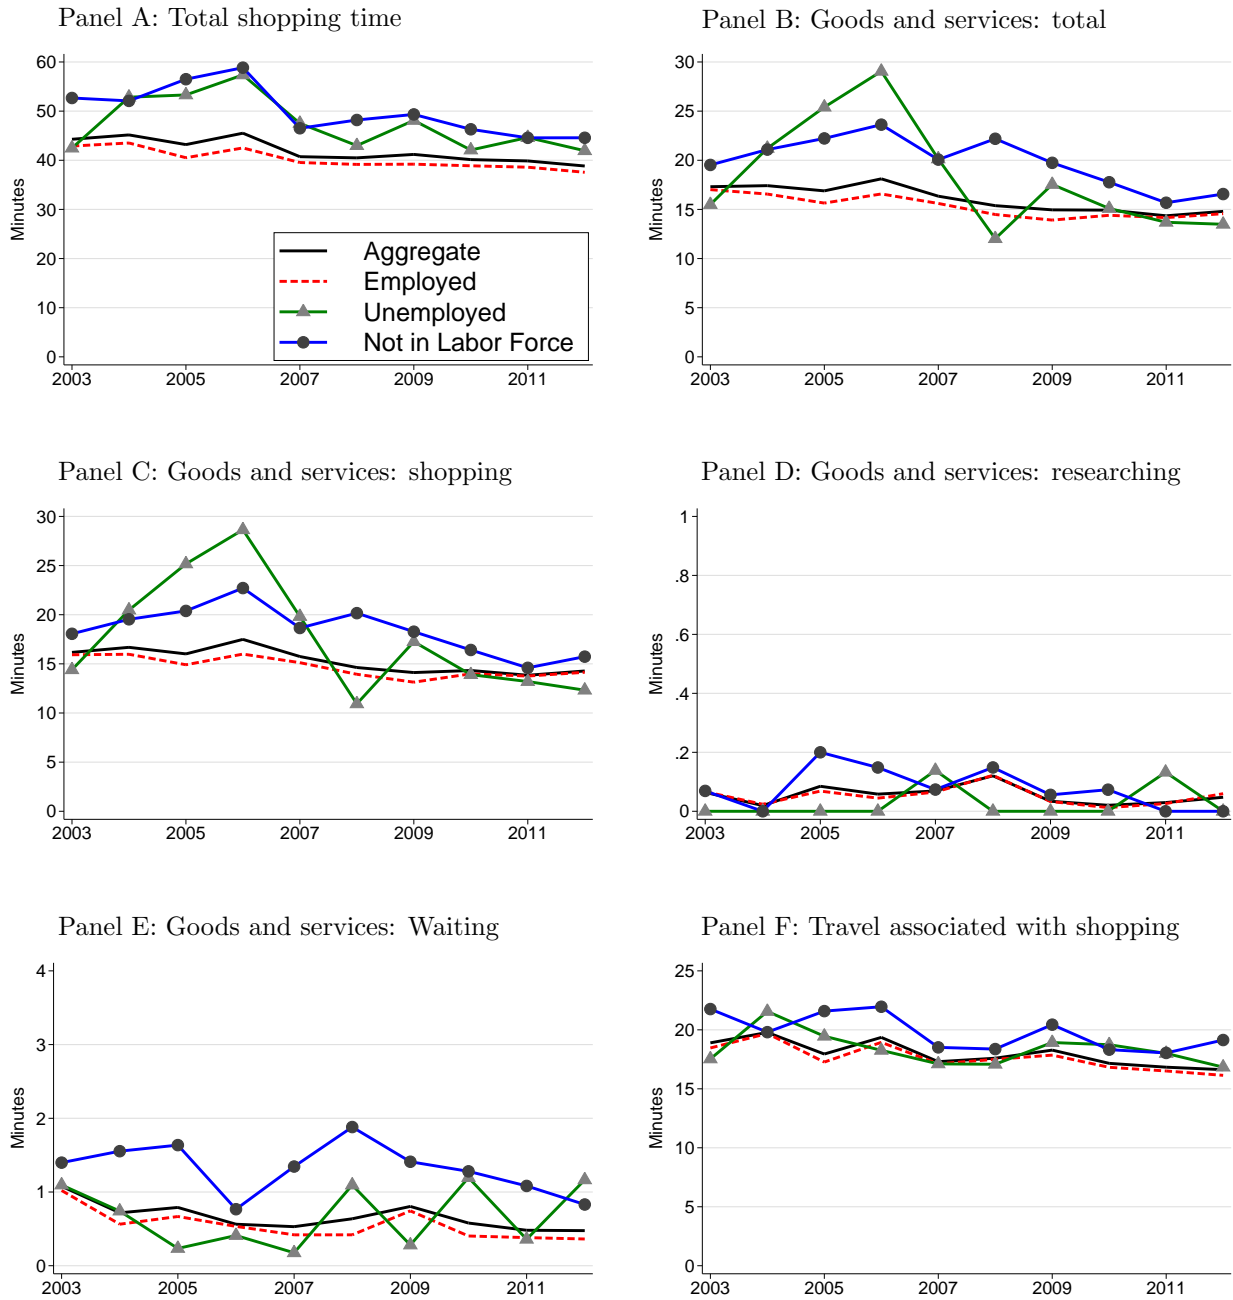 Panel A: Total shopping time
Minutes
60
50
40
30
20
10
0
2003 2005 2007 2009 2011
Aggregate
Employed
Unemployed
Not in Labor Force
Panel B: Goods and services: total
Minutes
30
25
20
15
10
5
0
2003 2005 2007 2009 2011
Panel C: Goods and services: shopping
Minutes
30
25
20
15
10
5
0
2003 2005 2007 2009 2011
Panel D: Goods and services: researching
Minutes
1
.8
.6
.4
.2
0
2003 2005 2007 2009 2011
Panel E: Goods and services: Waiting
Minutes
4
3
2
1
0
2003 2005 2007 2009 2011
Panel F: Travel associated with shopping
Minutes
25
20
15
10
5
0
2003 2005 2007 2009 2011